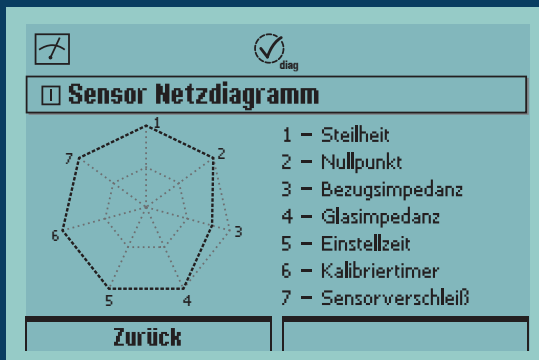 diag
Sensor Netzdiagramm
1 – Steilheit
2 – Nullpunkt
3 – Bezugsimpedanz
4 – Glasimpedanz
5 – Einstellzeit
6 – Kalibriertimer
7 – Sensorverschleiß
1
2
3
4
5
6
7
Zurück